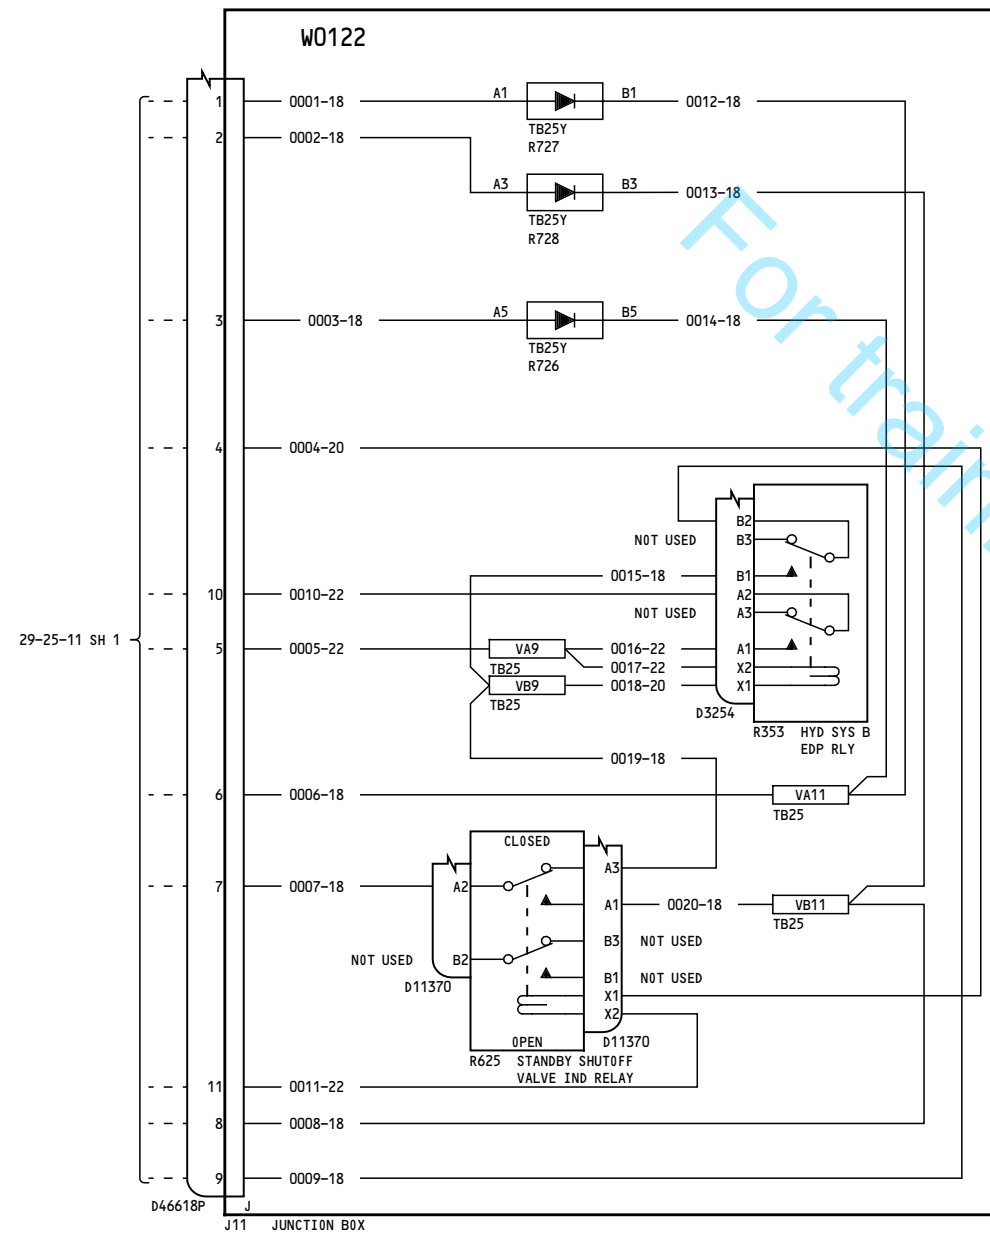 W0122
1 0001-18 A1 B1 0012-18
TB25Y
R727
2 0002-18
A3 B3 0013-18
TB25Y
R728
3 0003-18 A5 B5 0014-18
TB25Y
R726
4 0004-20
B2
NOT USED B3
0015-18 B1
10 0010-22 A2
NOT USED A3
29-25-11 SH 1
5 0005-22 VA9 0016-22 A1
TB25 0017-22 X2
VB9 0018-20 X1
TB25
D3254
R353 HYD SYS B
EDP RLY
0019-18
6 0006-18 VA11
TB25
CLOSED
A3
7 0007-18 A2
A1 0020-18 VB11
TB25
B3 NOT USED
NOT USED B2
B1 NOT USED
D11370
X1
X2
OPEN D11370
R625 STANDBY SHUTOFF
VALVE IND RELAY
11 0011-22
8 0008-18
9 0009-18
D46618P J
J11 JUNCTION BOX
For